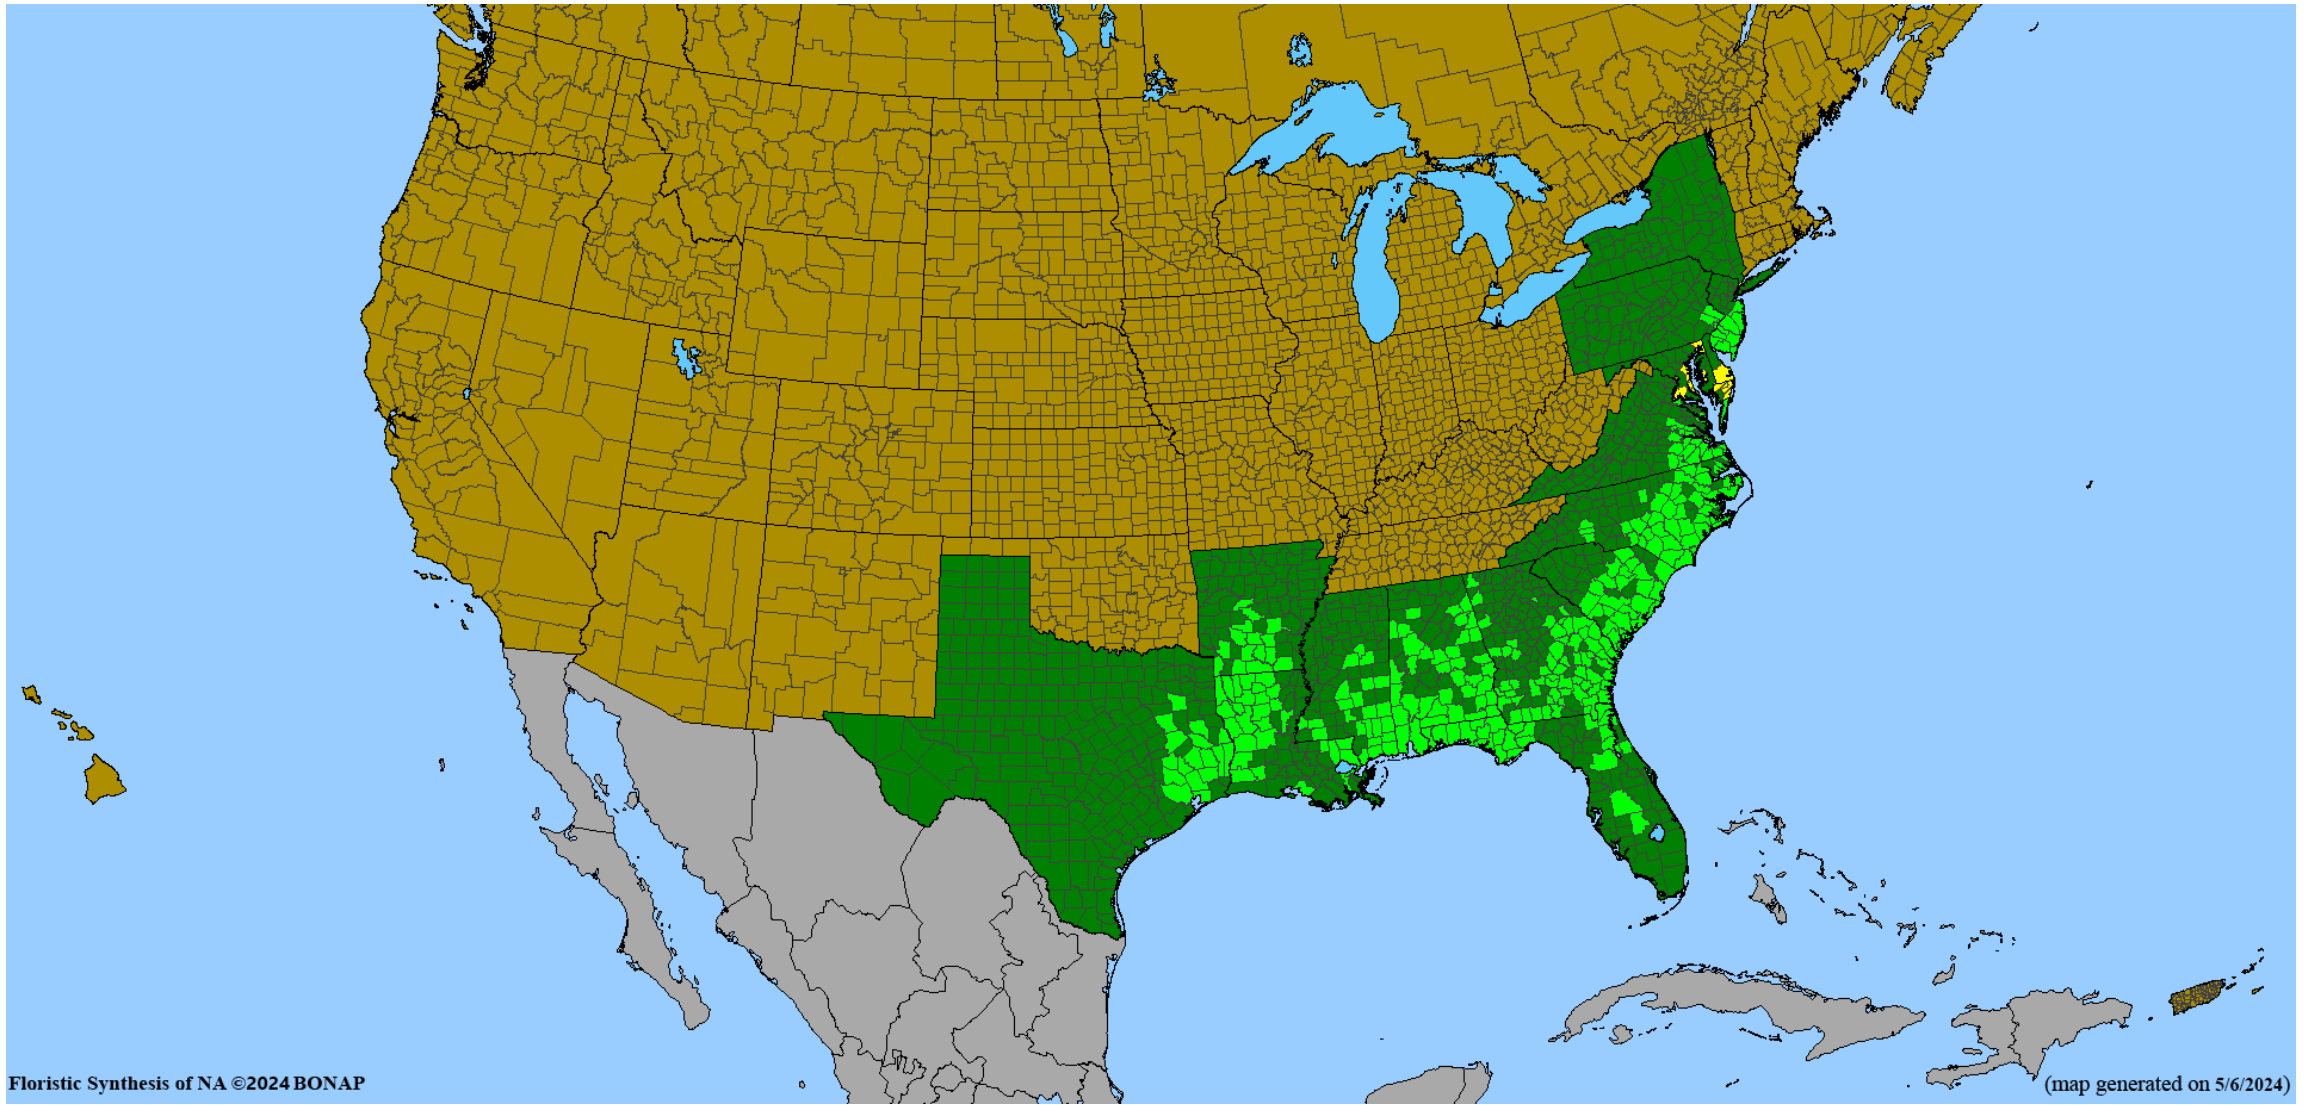 Floristic Synthesis of NA ©2024 BONAP
(map generated on 5/6/2024)